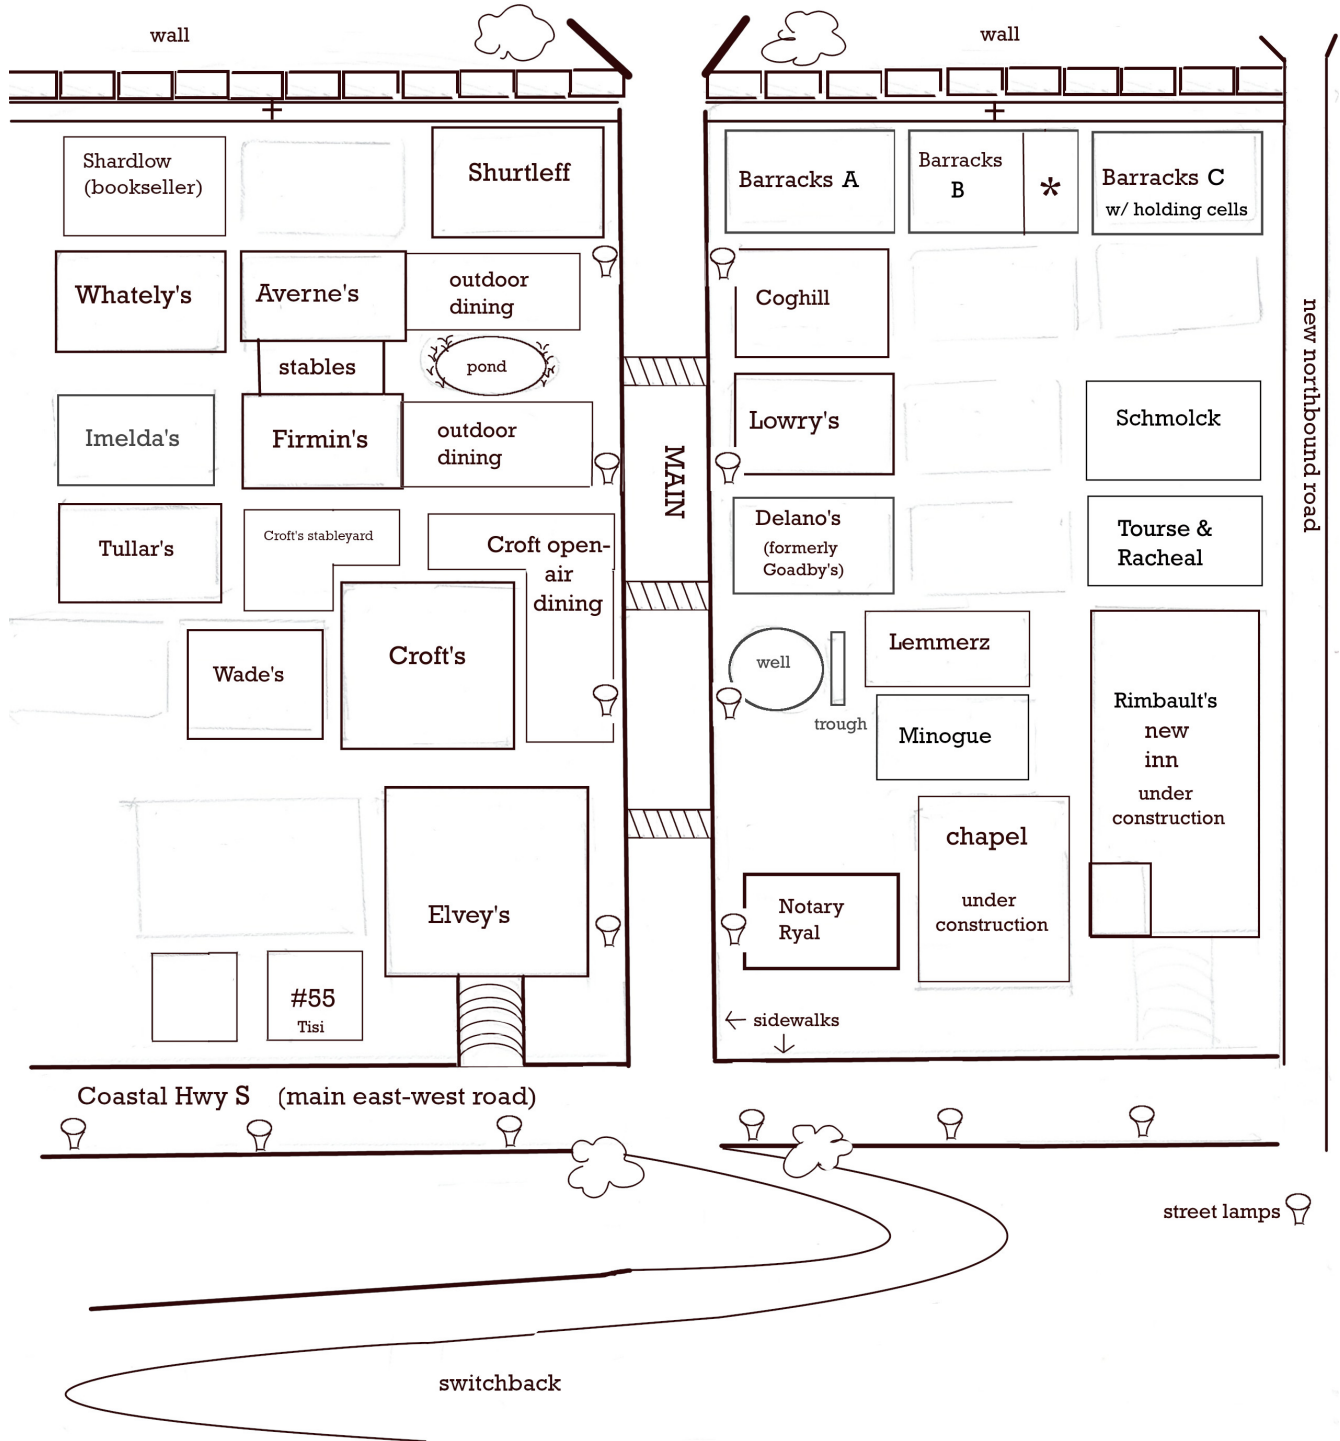 wall
wall
Shardlow
(bookseller)
Shurtleff
Barracks A
Barracks
B
*
Barracks C
w/ holding cells
Whately's
Averne's
outdoor
dining
Coghill
stables
pond
new northbound road
Imelda's
Firmin's
outdoor
dining
MAIN
Lowry's
Schmolck
Tullar's
Croft's stableyard
Croft open-
air
dining
Delano's
(formerly
Goadby's)
Tourse &
Racheal
Wade's
Croft's
well
trough
Lemmerz
Minogue
Rimbault's
new
inn
under
construction
chapel
under
construction
Elvey's
Notary
Ryal
#55
Tisi
sidewalks
Coastal Hwy S (main east-west road)
street lamps
switchback